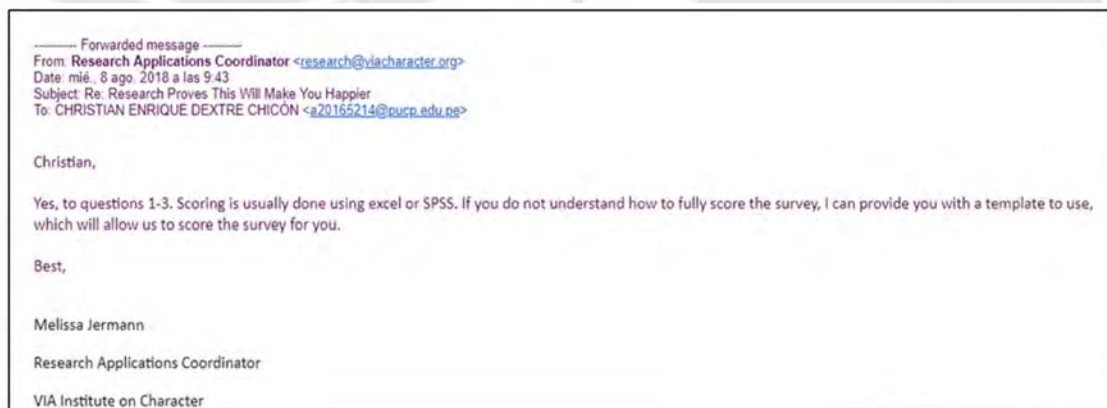 ---------- Forwarded message ----------
From: Research Applications Coordinator <research@viacharacter.org>
Date: mié., 8 ago. 2018 a las 9:43
Subject: Re: Research Proves This Will Make You Happier
To: CHRISTIAN ENRIQUE DEXTRE CHICÓN <a20165214@pucp.edu.pe>
Christian,
Yes, to questions 1-3. Scoring is usually done using excel or SPSS. If you do not understand how to fully score the survey, I can provide you with a template to use,
which will allow us to score the survey for you.
Best,
Melissa Jermann
Research Applications Coordinator
VIA Institute on Character